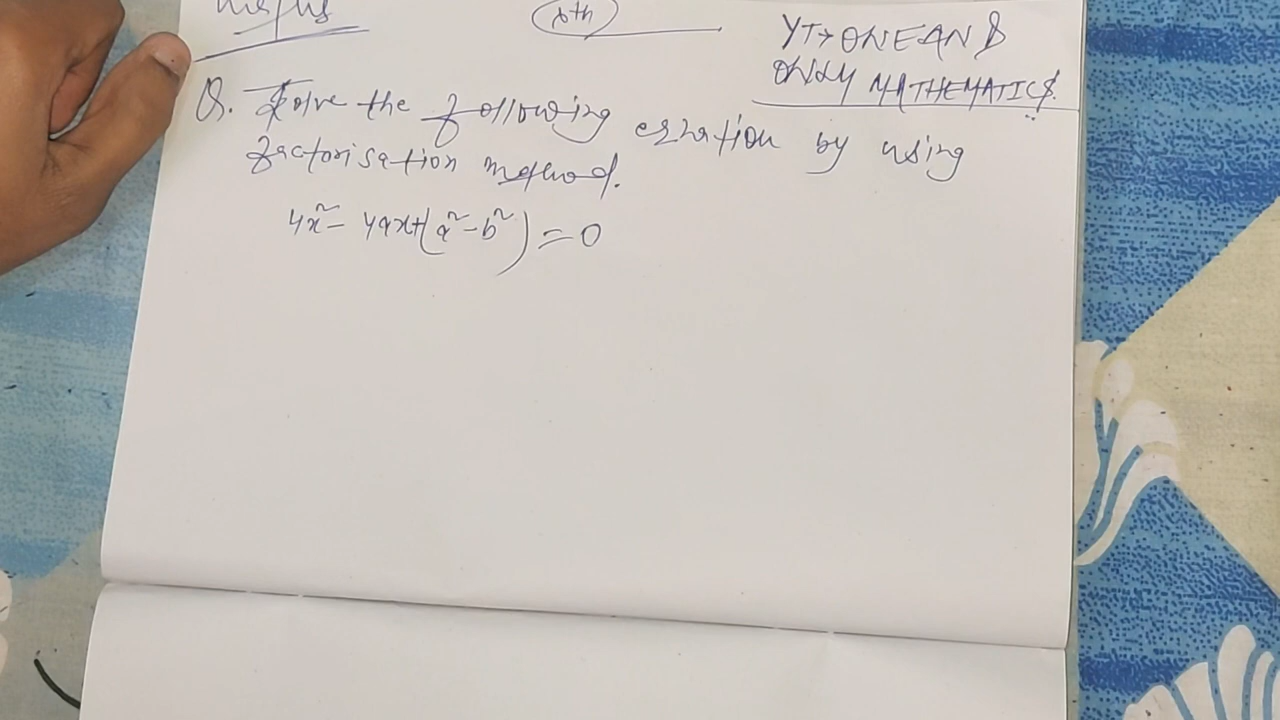 Maths
10th
YT→ ONE AND
ONLY MATHEMATICS.
Q. Solve the following equation by using
factorisation method.
4x² - 4ax + (a² - b²) = 0